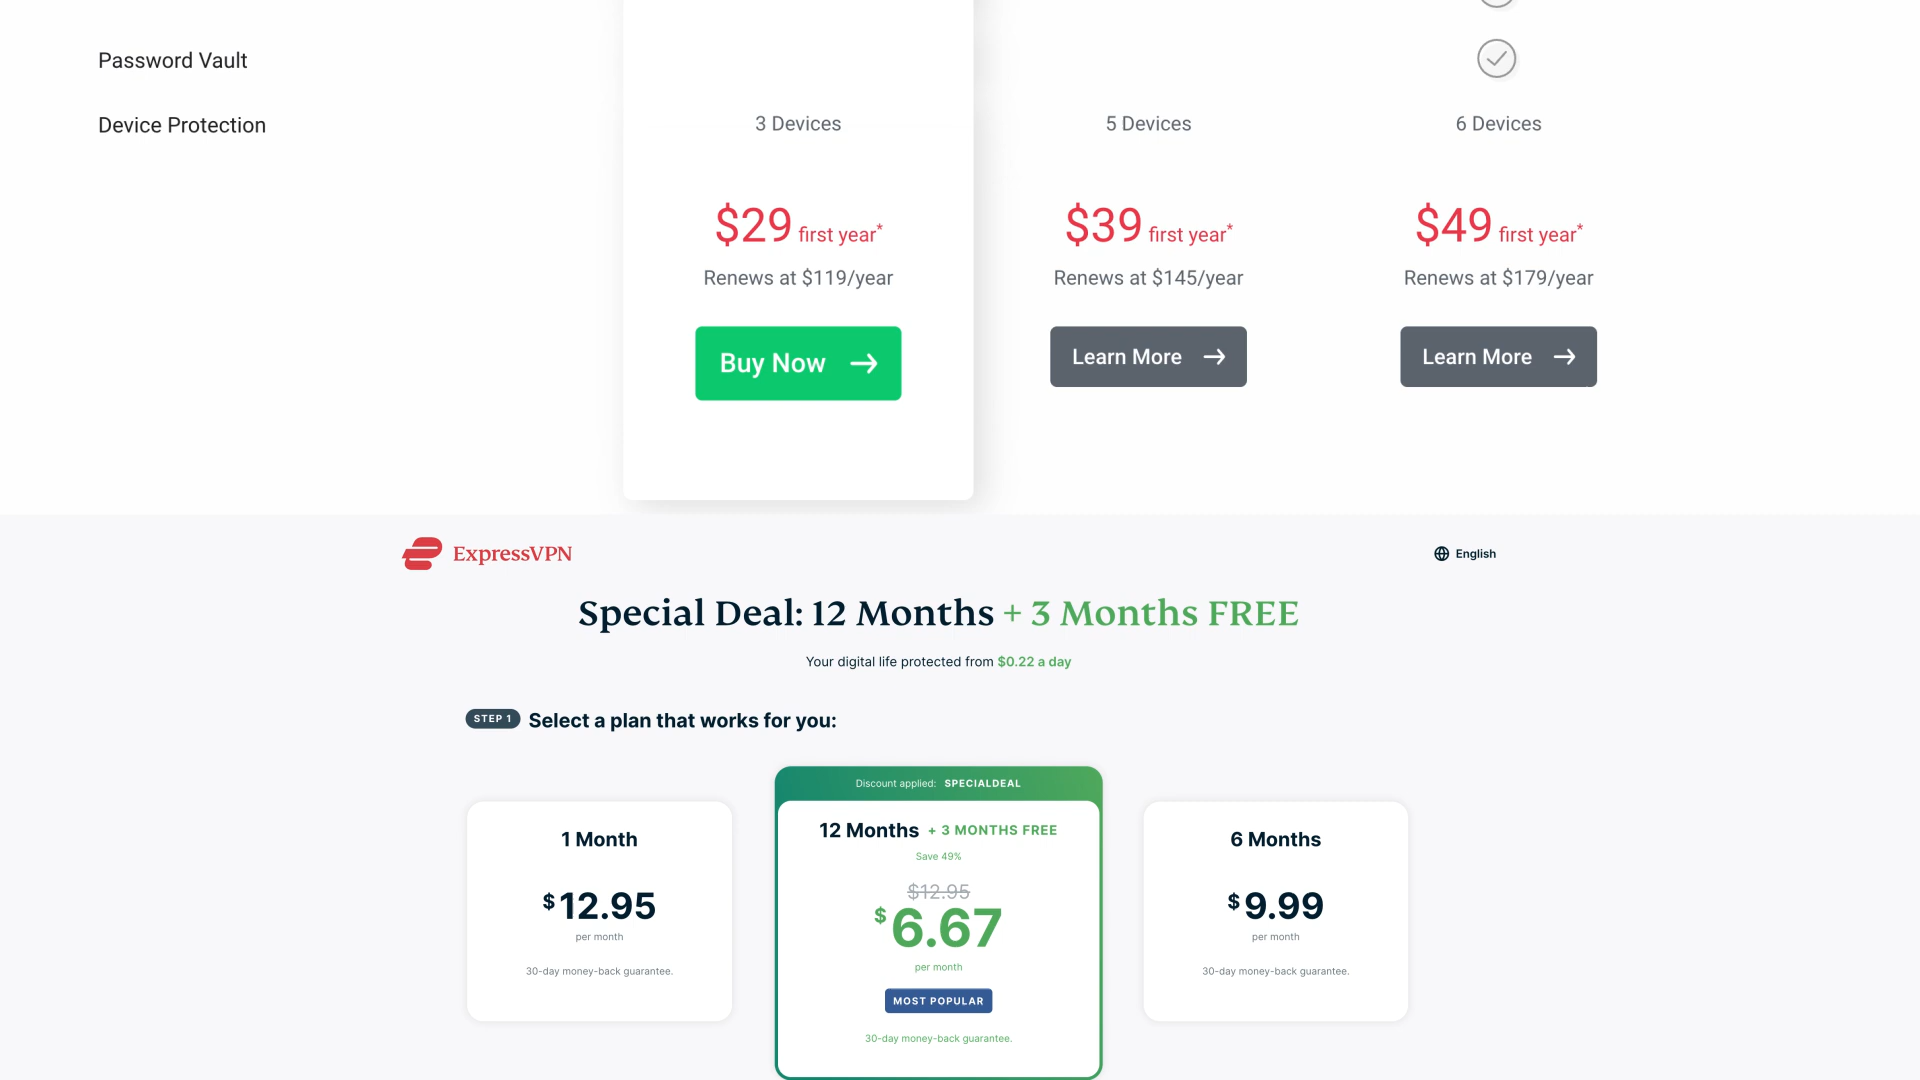 Password Vault
Device Protection
3 Devices
5 Devices
6 Devices
$29 first year*
$39 first year*
$49 first year*
Renews at $119/year
Renews at $145/year
Renews at $179/year
Buy Now
Learn More
Learn More
ExpressVPN
English
Special Deal: 12 Months + 3 Months FREE
Your digital life protected from $0.22 a day
STEP 1 Select a plan that works for you:
1 Month
$12.95
per month
30-day money-back guarantee.
Discount applied: SPECIALDEAL
12 Months + 3 MONTHS FREE
Save 49%
$12.95
$6.67
per month
MOST POPULAR
30-day money-back guarantee.
6 Months
$9.99
per month
30-day money-back guarantee.